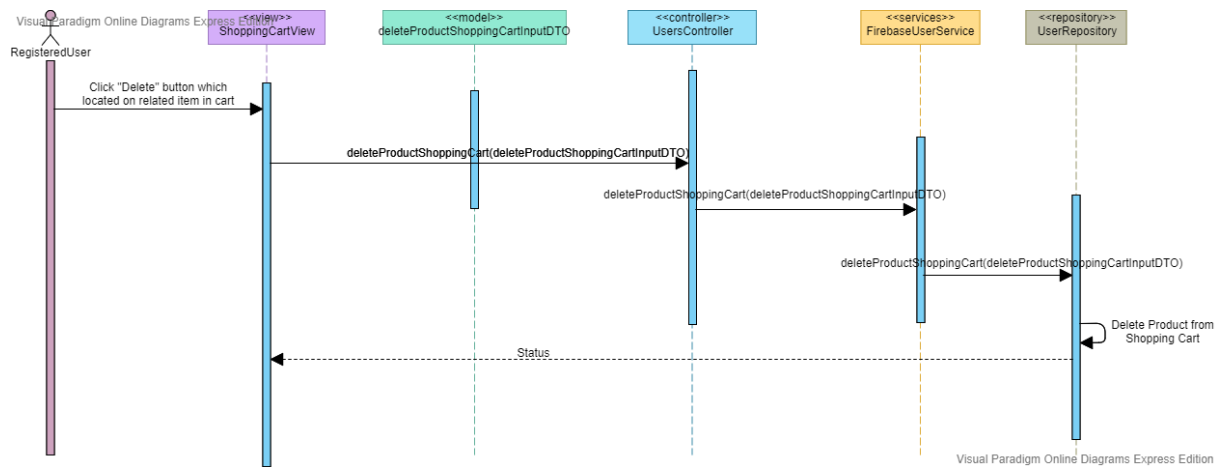 Visual Paradigm Online Diagrams Express Edition
RegisteredUser
<<view>>
ShoppingCartView
<<model>>
deleteProductShoppingCartInputDTO
<<controller>>
UsersController
<<services>>
FirebaseUserService
<<repository>>
UserRepository
Click "Delete" button which
located on related item in cart
deleteProductShoppingCart(deleteProductShoppingCartInputDTO)
deleteProductShoppingCart(deleteProductShoppingCartInputDTO)
deleteProductShoppingCart(deleteProductShoppingCartInputDTO)
Delete Product from
Shopping Cart
Status
Visual Paradigm Online Diagrams Express Edition